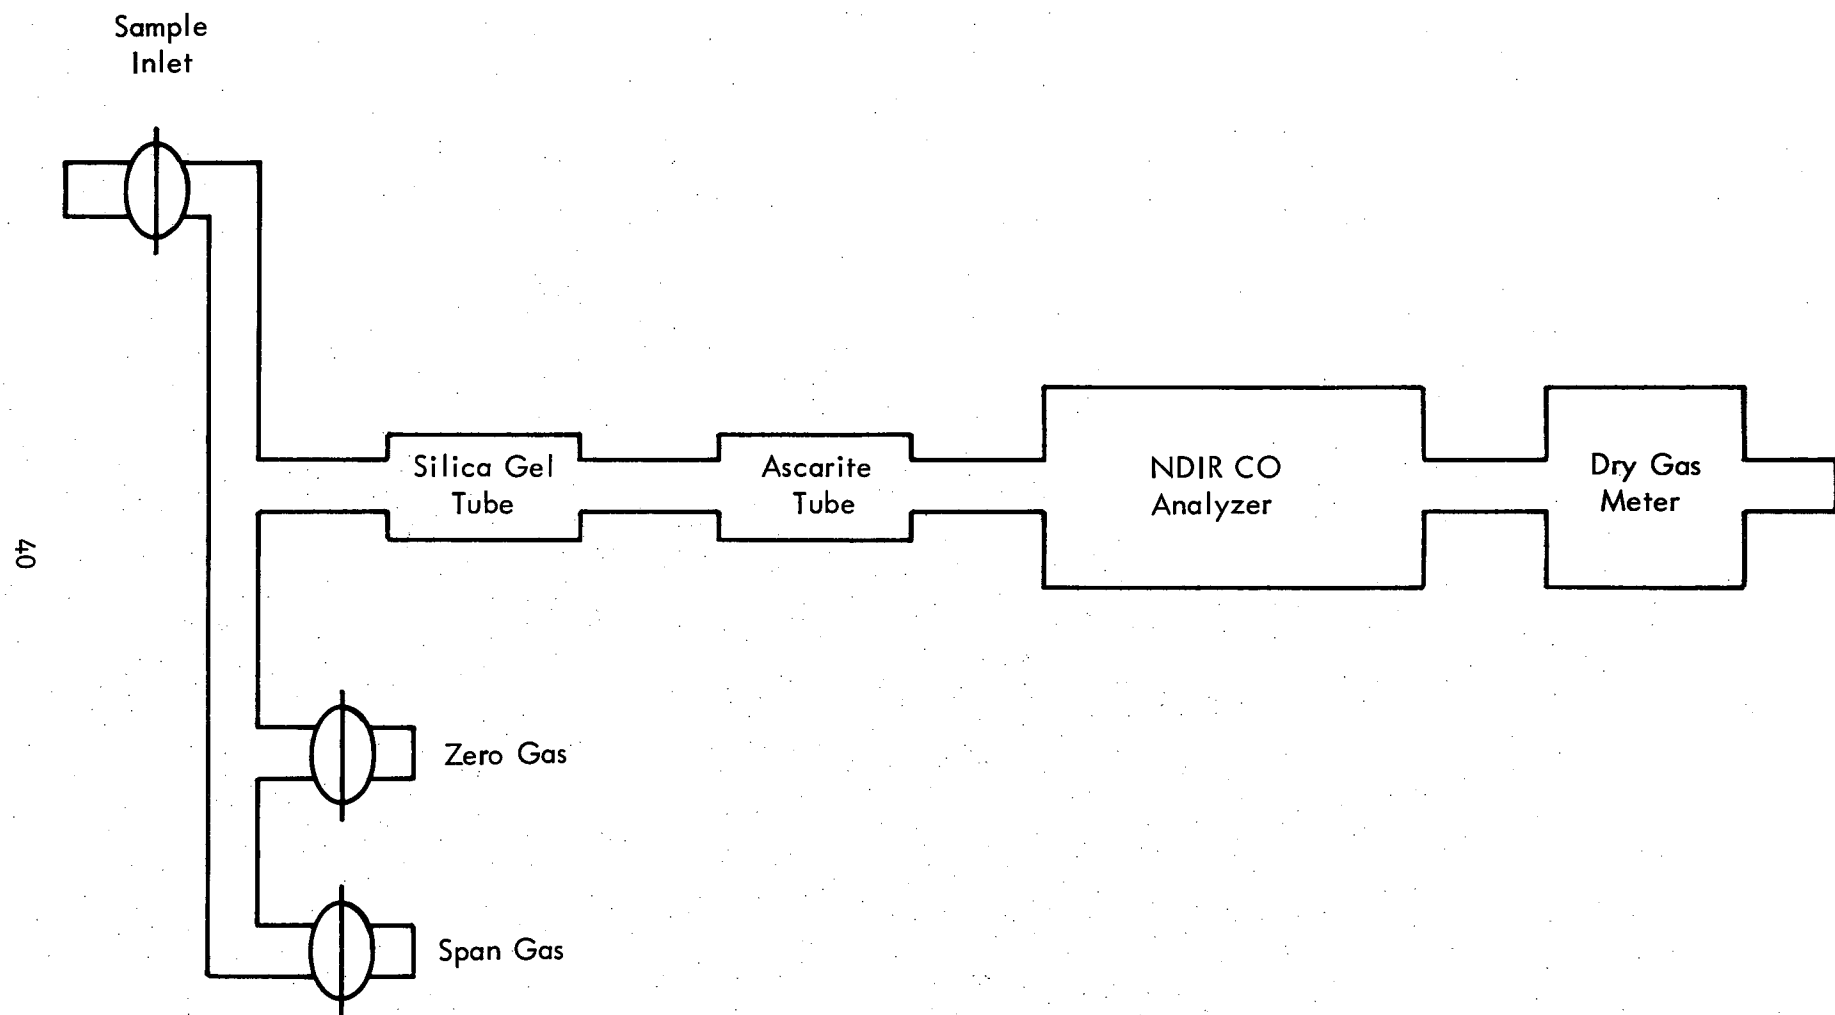 Sample
Inlet
Silica Gel
Tube
Ascarite
Tube
NDIR CO
Analyzer
Dry Gas
Meter
40
Zero Gas
Span Gas